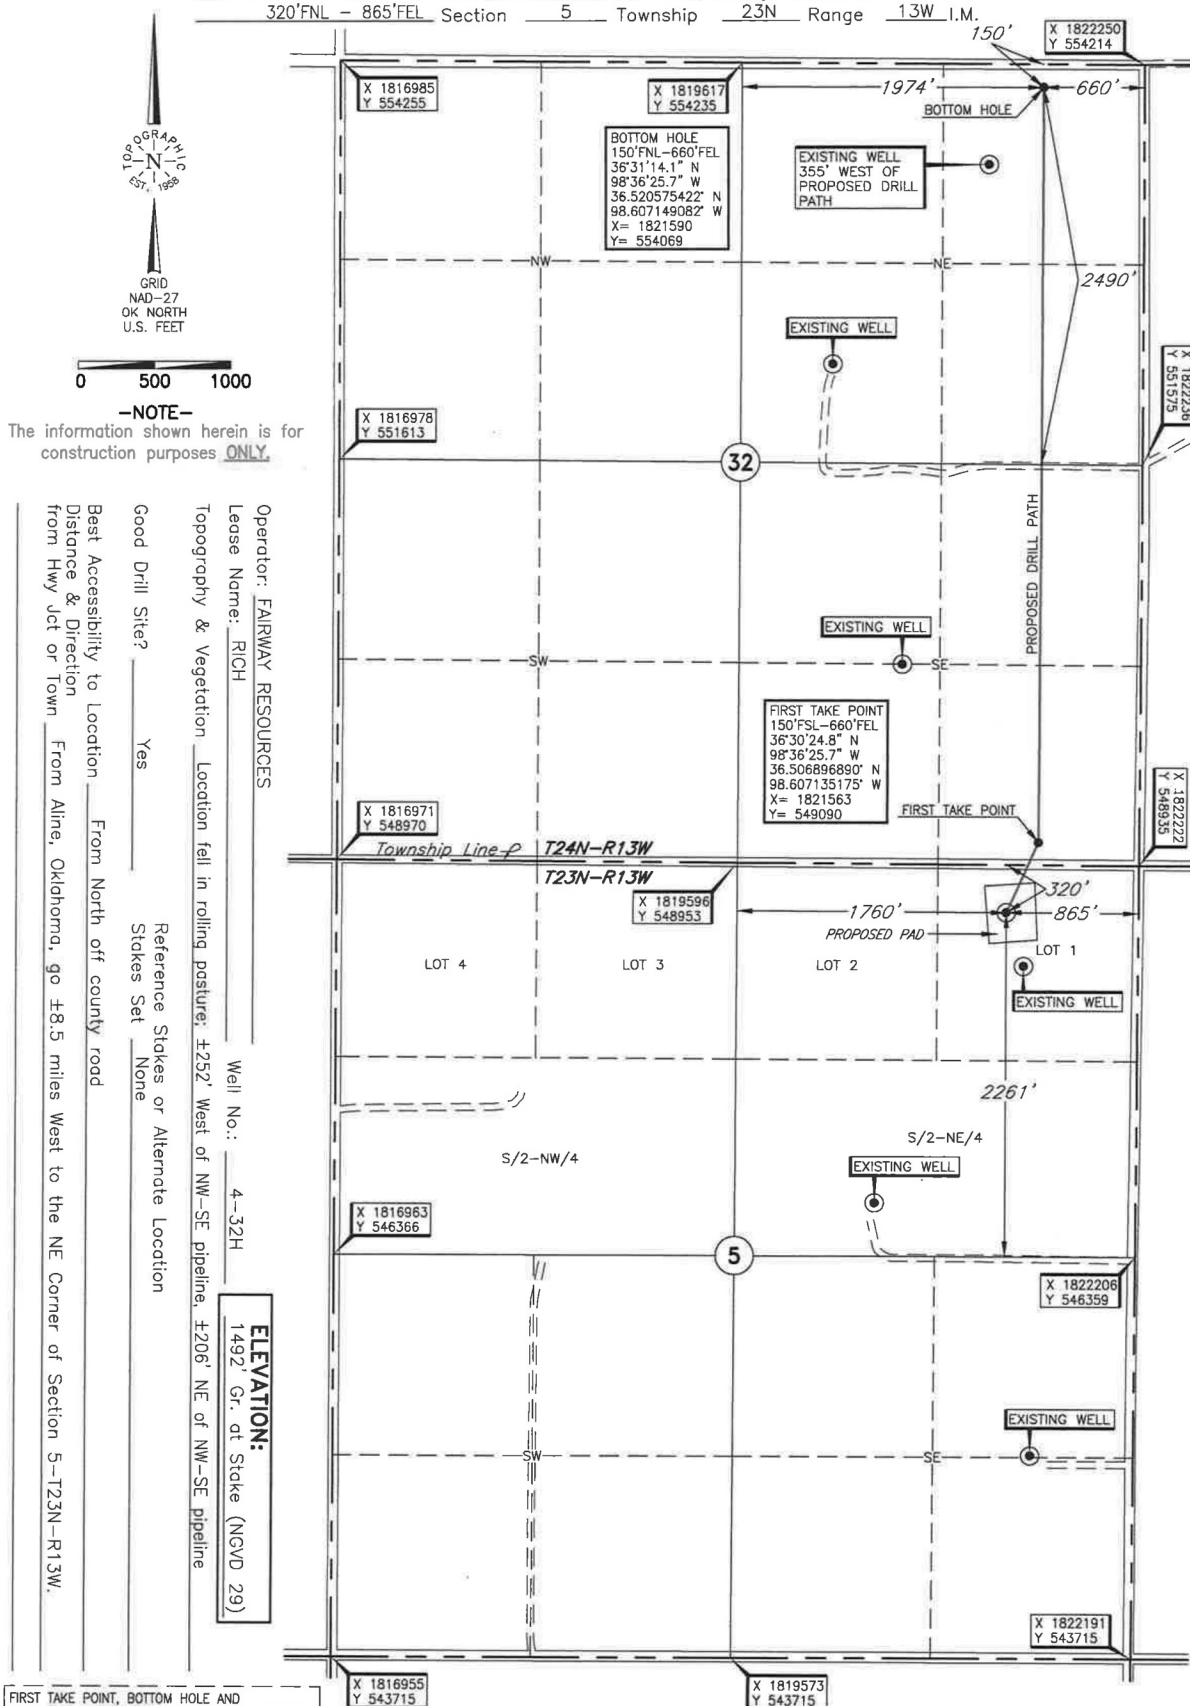 320'FNL - 865'FEL Section 5 Township 23N Range 13W I.M.
150'
X 1822250
Y 554214
X 1816985
Y 554255
X 1819617
Y 554235
1974'
660'
BOTTOM HOLE
TOPOGRAPHIC
N
EST. 1958
BOTTOM HOLE
150'FNL-660'FEL
36°31'14.1" N
98°36'25.7" W
36.520575422° N
98.607149082° W
X= 1821590
Y= 554069
EXISTING WELL
355' WEST OF
PROPOSED DRILL
PATH
NW
NE
2490'
GRID
NAD-27
OK NORTH
U.S. FEET
EXISTING WELL
0 500 1000
X 1822236
Y 551575
-NOTE-
The information shown herein is for
construction purposes ONLY.
X 1816978
Y 551613
32
PROPOSED DRILL PATH
EXISTING WELL
SW
SE
FIRST TAKE POINT
150'FSL-660'FEL
36°30'24.8" N
98°36'25.7" W
36.506896890° N
98.607135175° W
X= 1821563
Y= 549090
X 1822222
Y 548935
X 1816971
Y 548970
FIRST TAKE POINT
Township Line T24N-R13W
T23N-R13W
X 1819596
Y 548953
320'
1760'
865'
PROPOSED PAD
LOT 4
LOT 3
LOT 2
LOT 1
EXISTING WELL
2261'
S/2-NW/4
S/2-NE/4
EXISTING WELL
X 1816963
Y 546366
5
X 1822206
Y 546359
EXISTING WELL
SW
SE
X 1822191
Y 543715
X 1816955
Y 543715
X 1819573
Y 543715
Operator: FAIRWAY RESOURCES
Lease Name: RICH Well No.: 4-32H
ELEVATION:
1492' Gr. at Stake (NGVD 29)
Topography & Vegetation Location fell in rolling pasture; ±252' West of NW-SE pipeline, ±206' NE of NW-SE pipeline
Reference Stakes or Alternate Location
Good Drill Site? Yes Stakes Set None
Best Accessibility to Location From North off county road
Distance & Direction
from Hwy Jct or Town From Aline, Oklahoma, go ±8.5 miles West to the NE Corner of Section 5-T23N-R13W.
FIRST TAKE POINT, BOTTOM HOLE AND